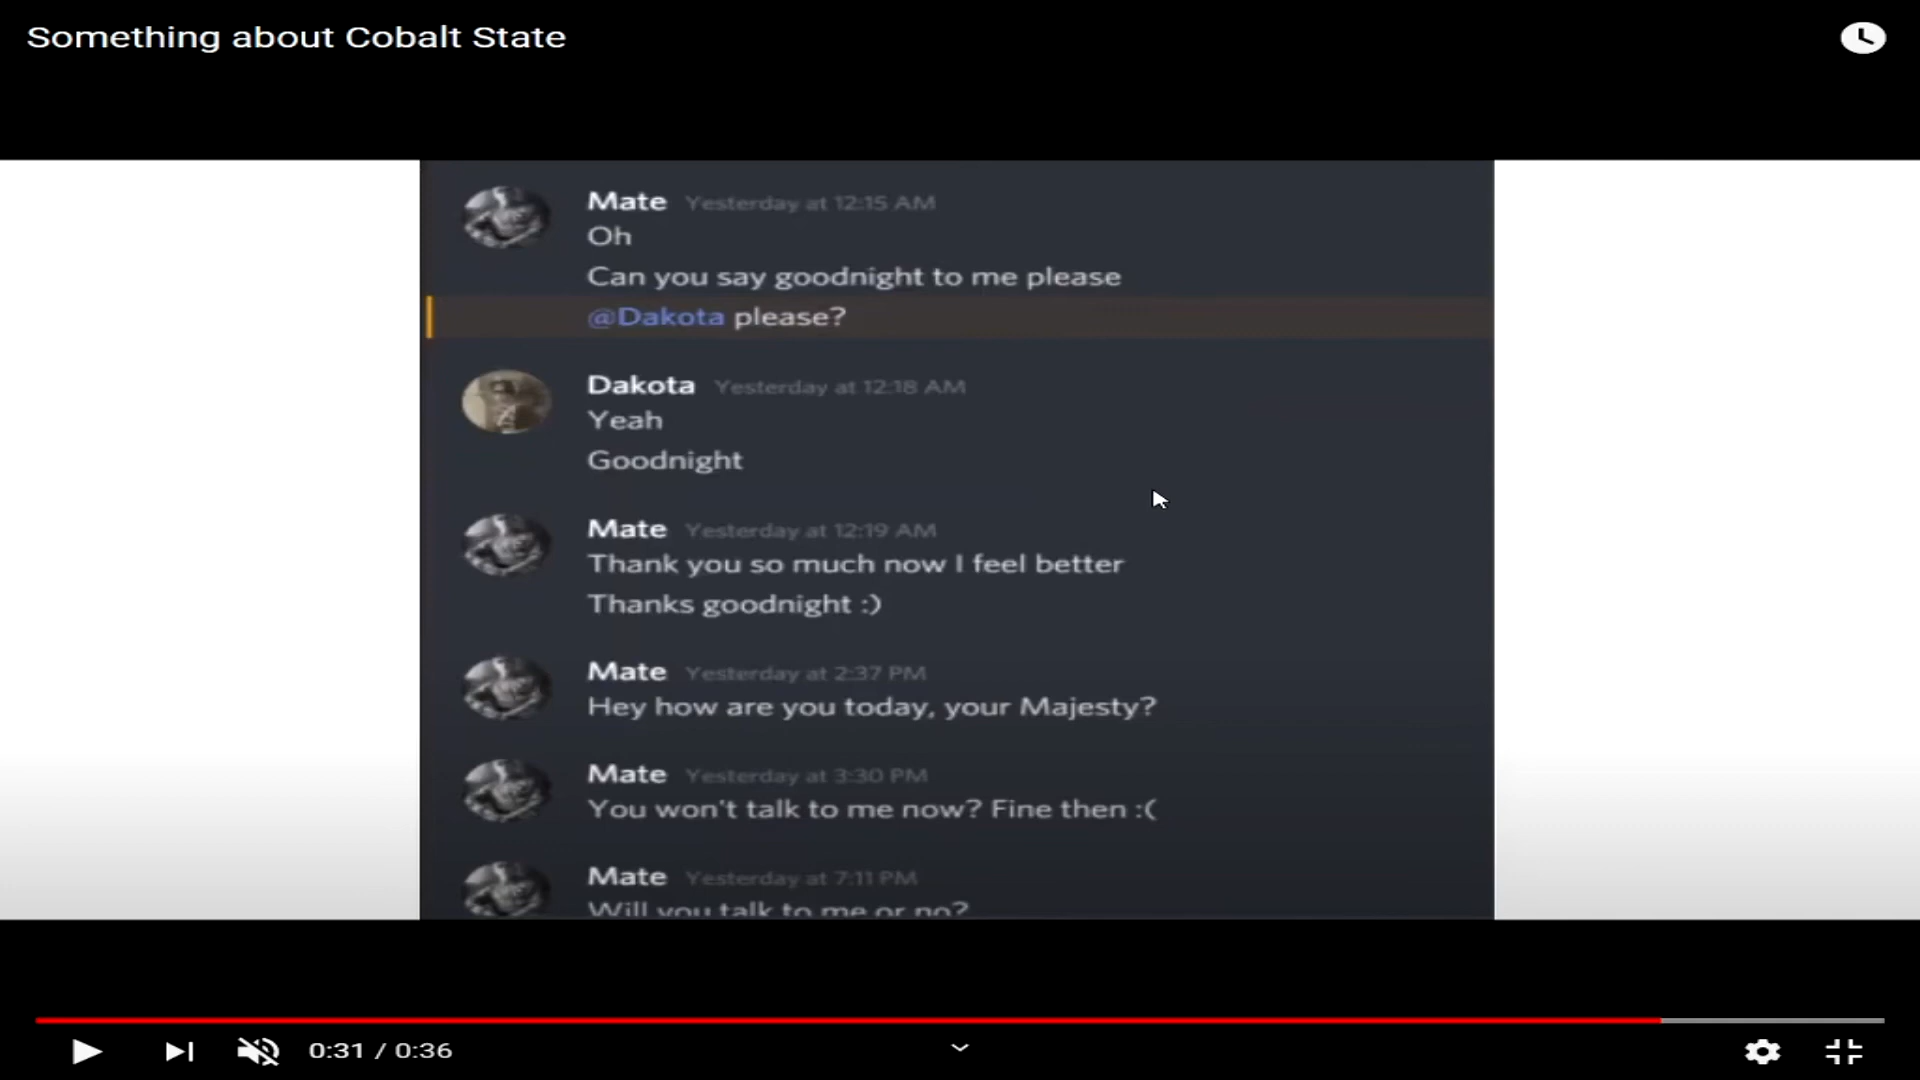 Something about Cobalt State
Mate Yesterday at 12:15 AM
Oh
Can you say goodnight to me please
@Dakota please?
Dakota Yesterday at 12:18 AM
Yeah
Goodnight
Mate Yesterday at 12:19 AM
Thank you so much now I feel better
Thanks goodnight :)
Mate Yesterday at 2:37 PM
Hey how are you today, your Majesty?
Mate Yesterday at 3:30 PM
You won't talk to me now? Fine then :(
Mate Yesterday at 7:11 PM
Will you talk to me or no?
0:31 / 0:36